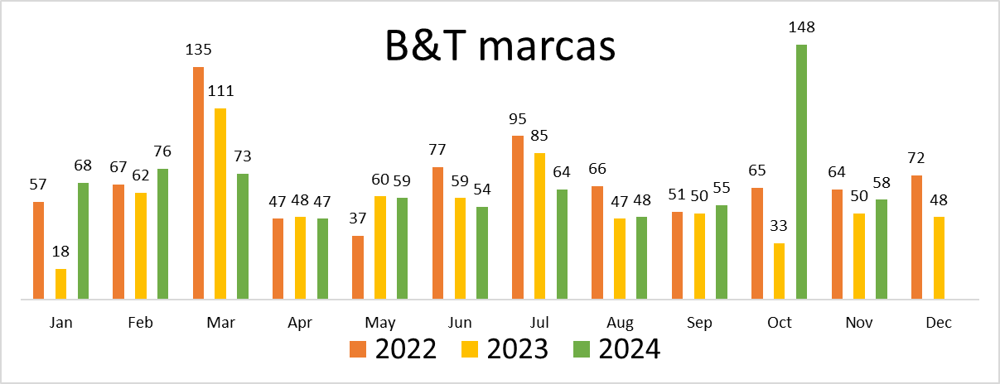 B&T marcas
57 18 68 67 62 76 135 111 73 47 48 47 37 60 59 77 59 54 95 85 64 66 47 48 51 50 55 65 33 148 64 50 58 72 48
Jan Feb Mar Apr May Jun Jul Aug Sep Oct Nov Dec
2022 2023 2024